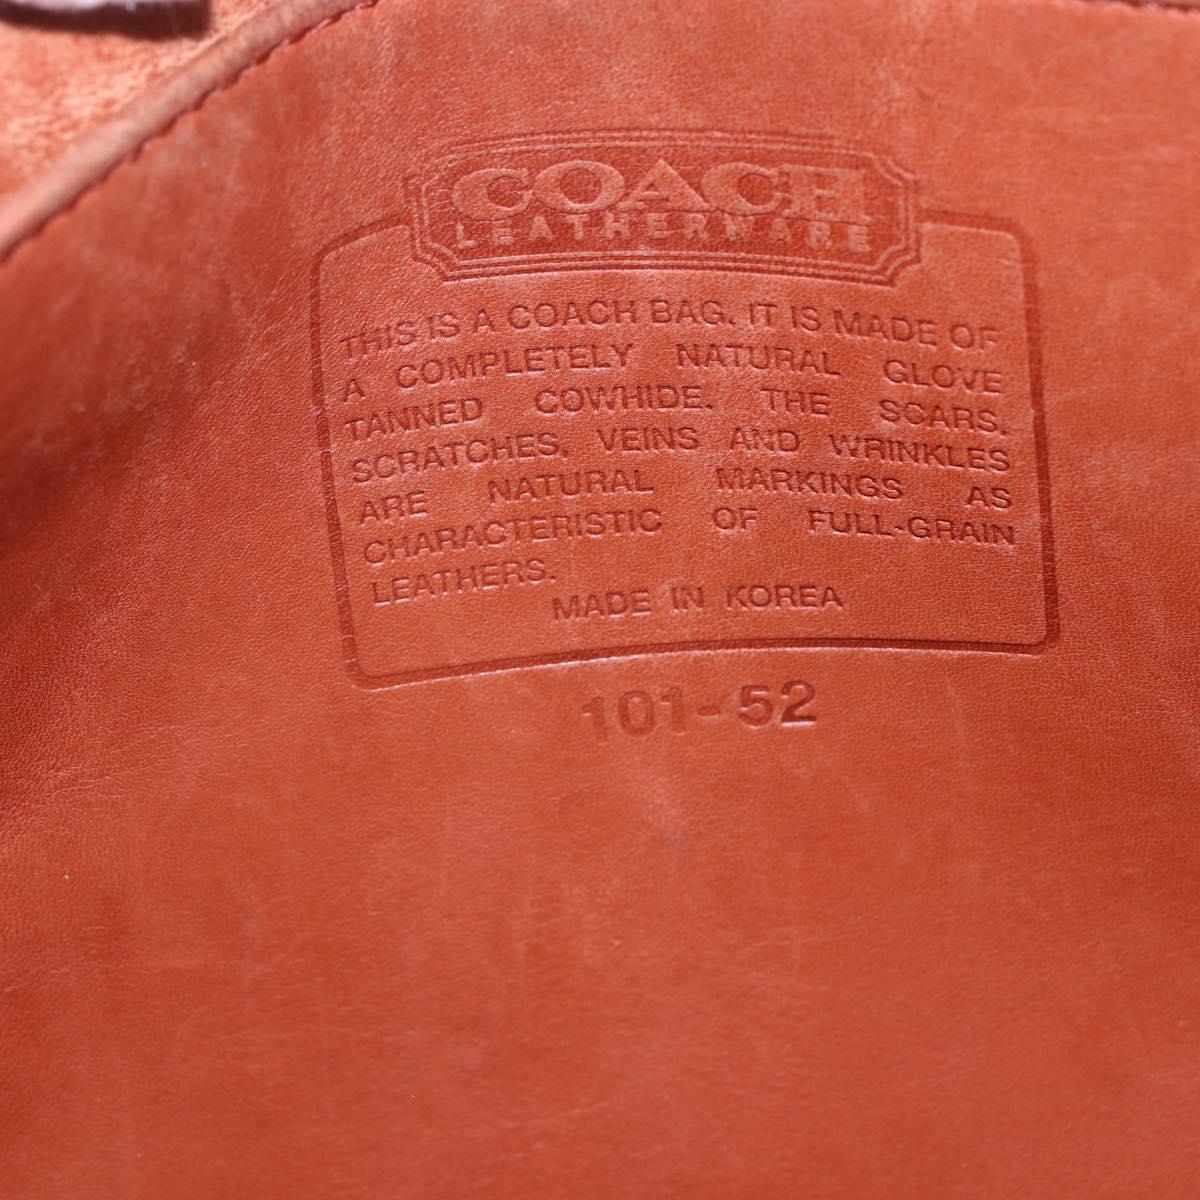 COACH
LEATHERWARE
THIS IS A COACH BAG. IT IS MADE OF
A COMPLETELY NATURAL GLOVE
TANNED COWHIDE. THE SCARS,
SCRATCHES, VEINS AND WRINKLES
ARE NATURAL MARKINGS AS
CHARACTERISTIC OF FULL-GRAIN
LEATHERS.
MADE IN KOREA
101-52